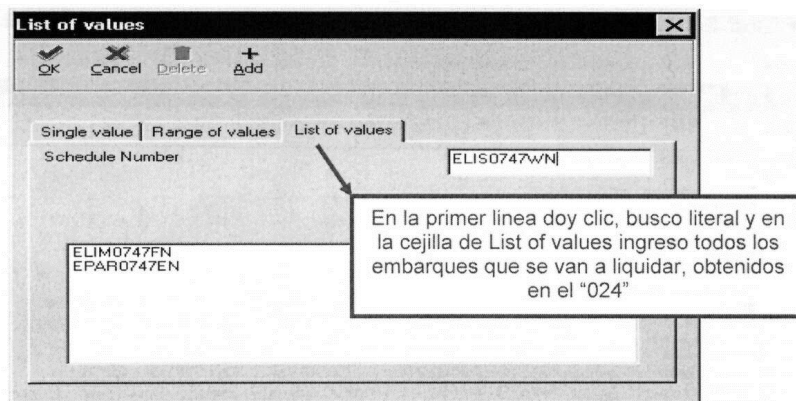 List of values
OK Cancel Delete Add
Single value Range of values List of values
Schedule Number ELIS0747WN
En la primer linea doy clic, busco literal y en
la cejilla de List of values ingreso todos los
embarques que se van a liquidar, obtenidos
en el “024”
ELIM0747FN
EPAR0747EN